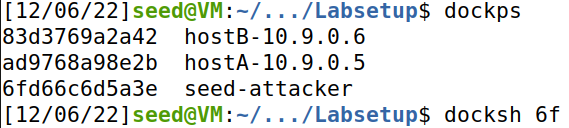 [12/06/22]seed@VM:~/.../Labsetup$ dockps
83d3769a2a42  hostB-10.9.0.6
ad9768a98e2b  hostA-10.9.0.5
6fd66c6d5a3e  seed-attacker
[12/06/22]seed@VM:~/.../Labsetup$ docksh 6f